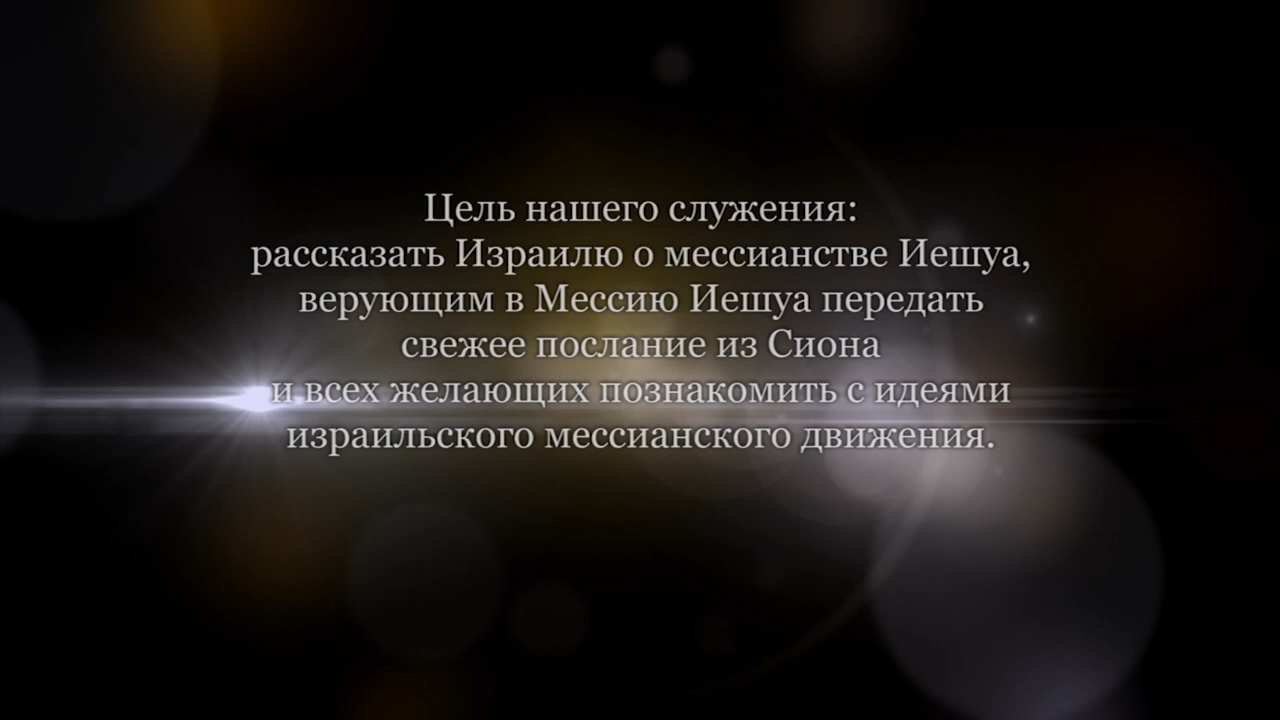 Цель нашего служения:
рассказать Израилю о мессианстве Иешуа,
верующим в Мессию Иешуа передать
свежее послание из Сиона
и всех желающих познакомить с идеями
израильского мессианского движения.